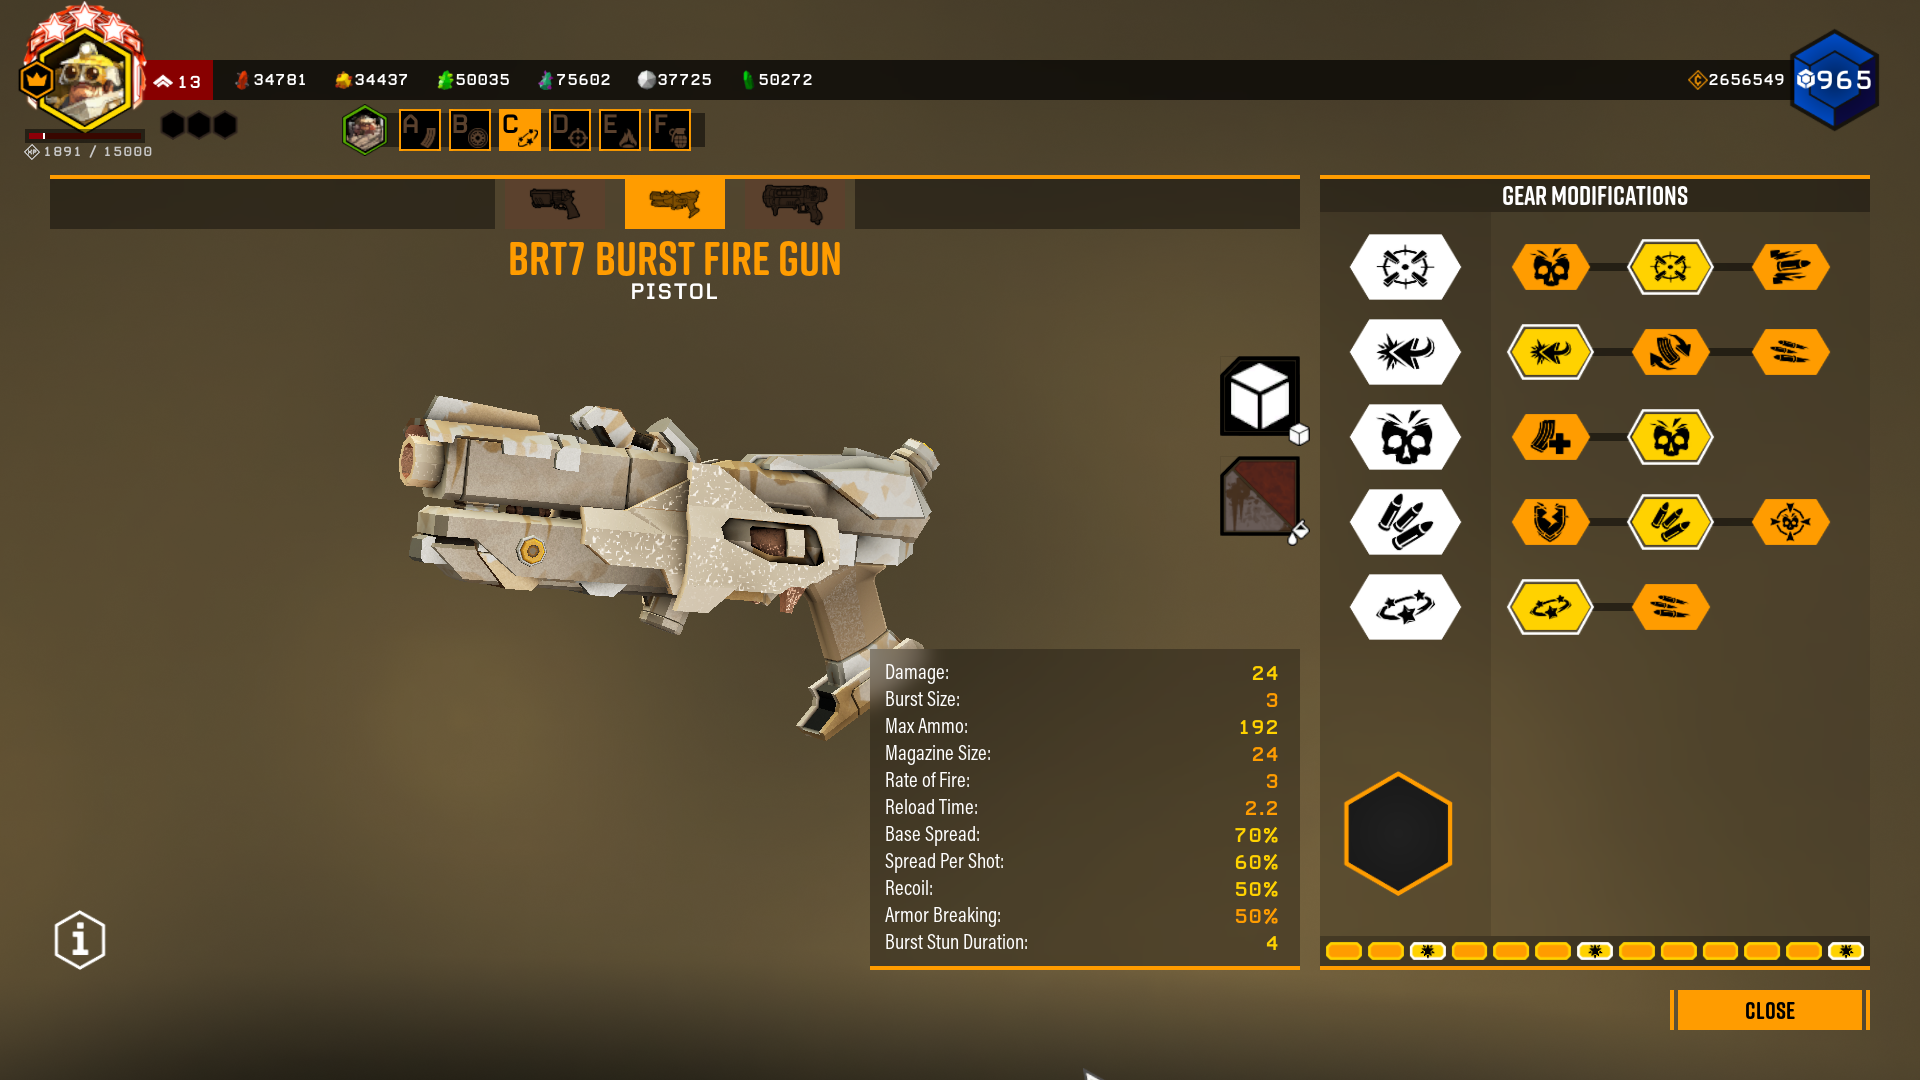 13 34781 34437 50035 75602 37725 50272 2656549 965
1891 / 15000
A B C D E F
GEAR MODIFICATIONS
BRT7 BURST FIRE GUN
PISTOL
Damage: 24
Burst Size: 3
Max Ammo: 192
Magazine Size: 24
Rate of Fire: 3
Reload Time: 2.2
Base Spread: 70%
Spread Per Shot: 60%
Recoil: 50%
Armor Breaking: 50%
Burst Stun Duration: 4
CLOSE